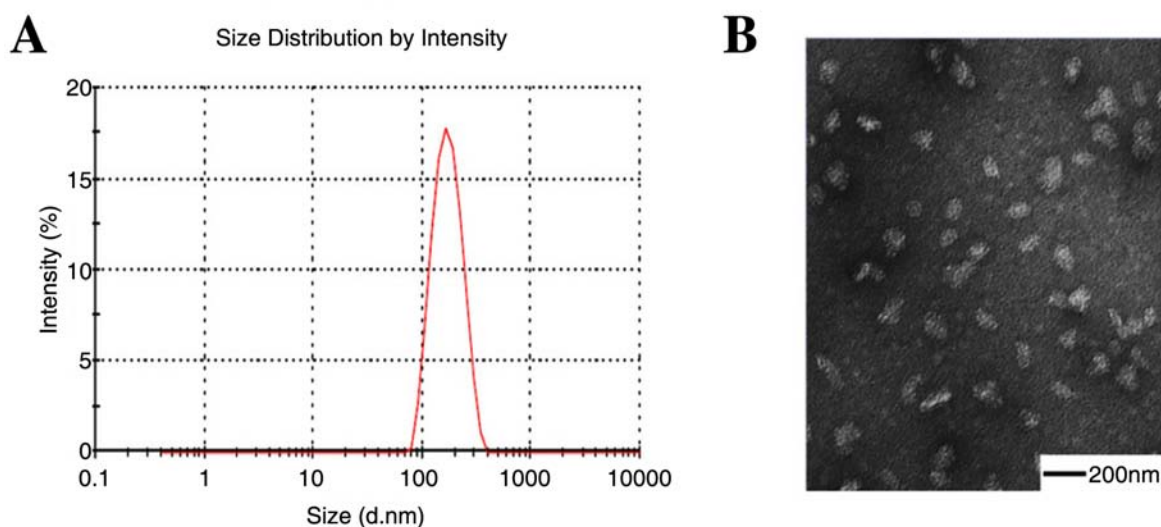 A
Size Distribution by Intensity
20
15
10
5
0
Intensity (%)
0.1 1 10 100 1000 10000
Size (d.nm)
B
200nm